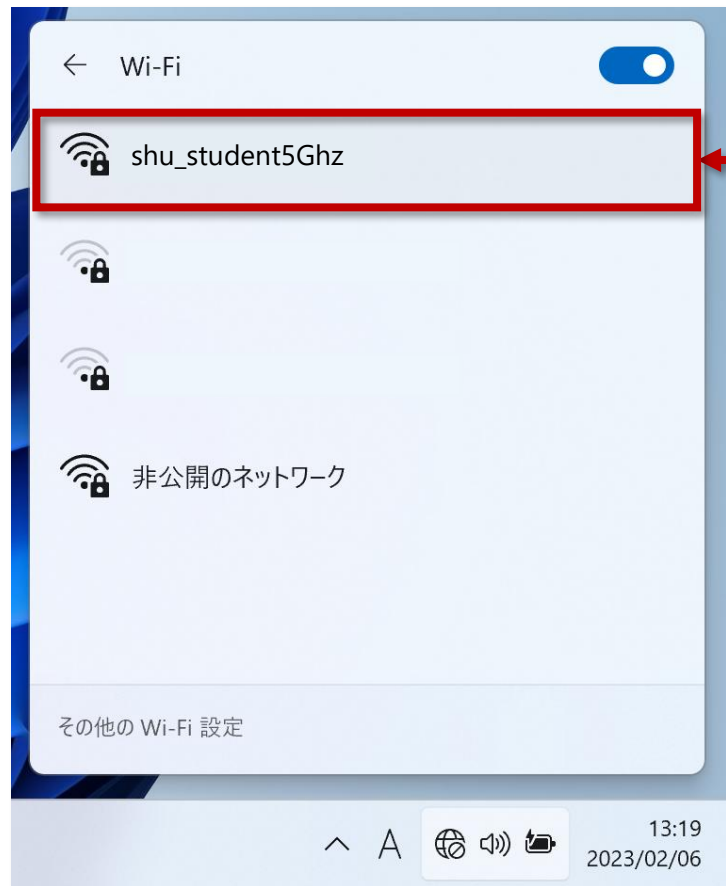 Wi-Fi
shu_student5Ghz
非公開のネットワーク
その他の Wi-Fi 設定
A
13:19
2023/02/06